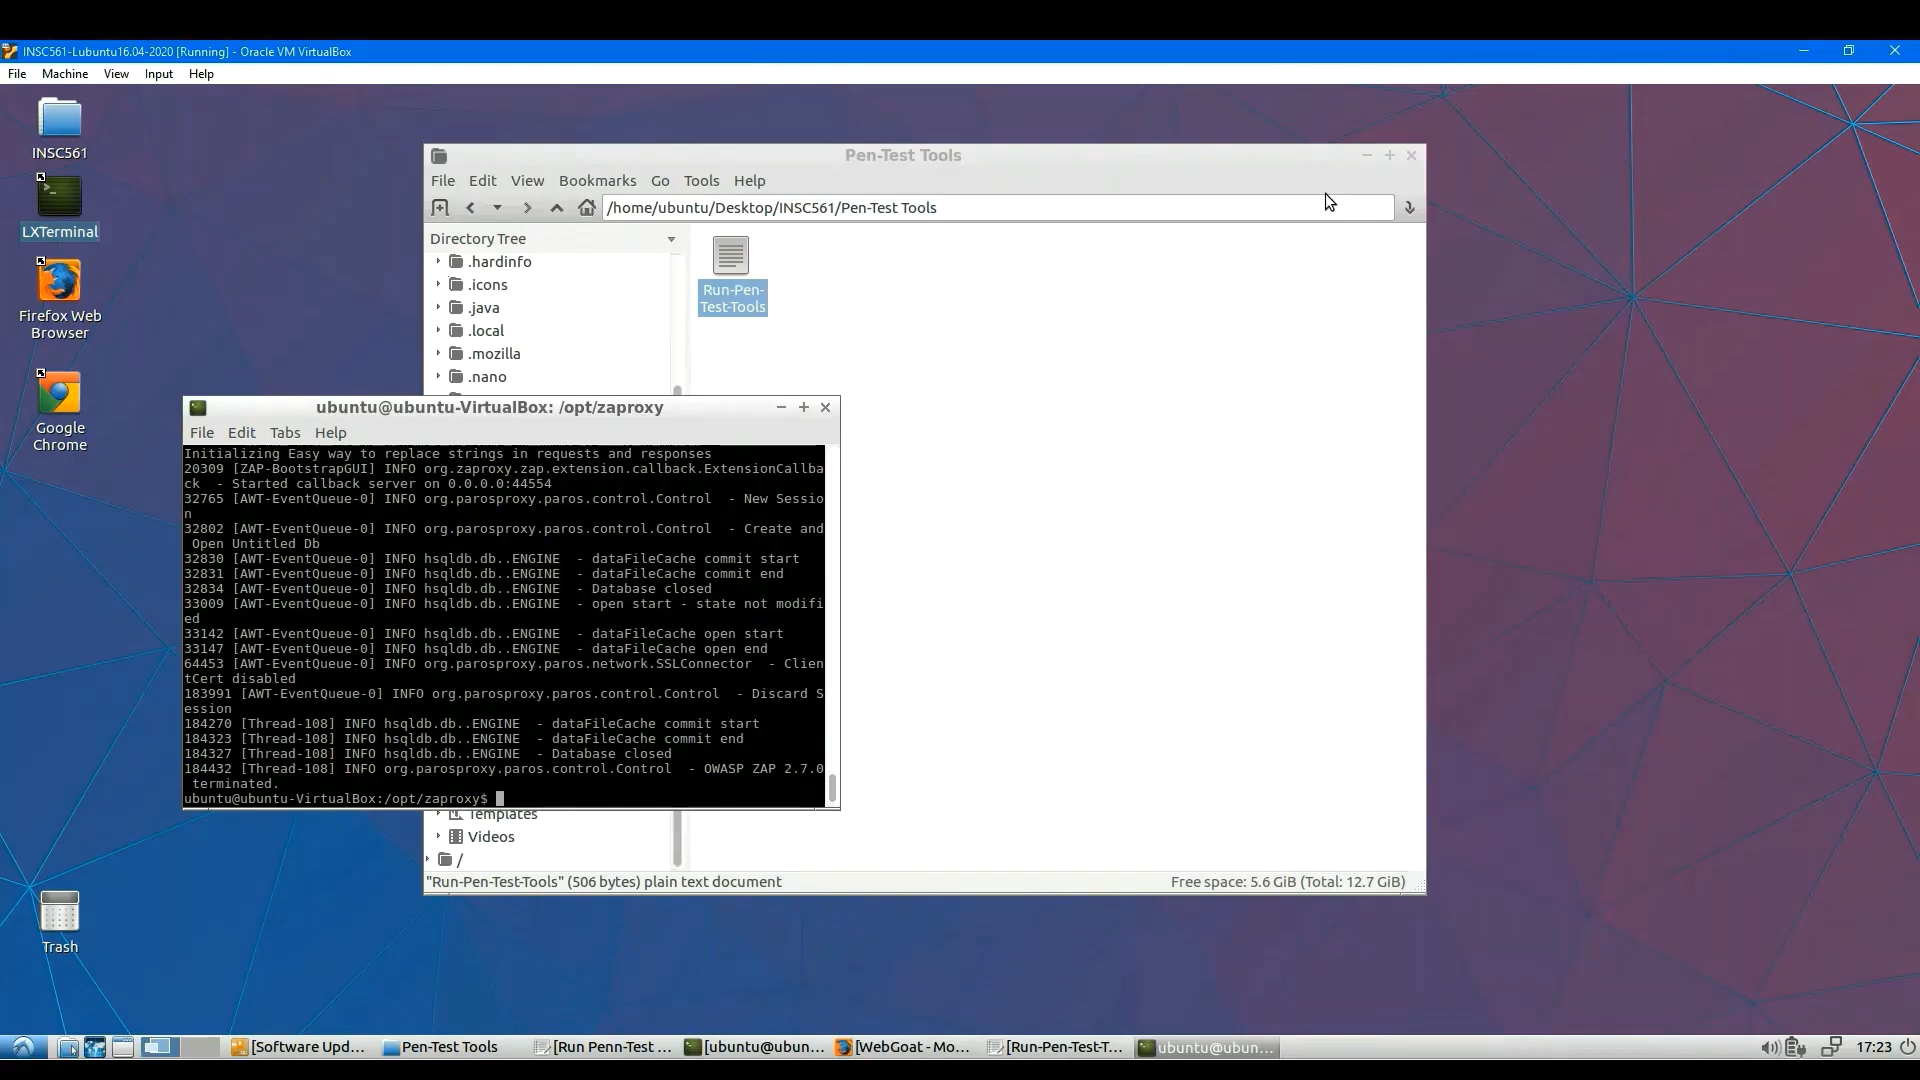 INSC561-Lubuntu16.04-2020 [Running] - Oracle VM VirtualBox
File Machine View Input Help
INSC561
LXTerminal
Firefox Web
Browser
Google
Chrome
Trash
Pen-Test Tools
File Edit View Bookmarks Go Tools Help
/home/ubuntu/Desktop/INSC561/Pen-Test Tools
Directory Tree
.hardinfo
.icons
.java
.local
.mozilla
.nano
Run-Pen-
Test-Tools
ubuntu@ubuntu-VirtualBox: /opt/zaproxy
File Edit Tabs Help
Initializing Easy way to replace strings in requests and responses
20309 [ZAP-BootstrapGUI] INFO org.zaproxy.zap.extension.callback.ExtensionCallba
ck  - Started callback server on 0.0.0.0:44554
32765 [AWT-EventQueue-0] INFO org.parosproxy.paros.control.Control  - New Sessio
n
32802 [AWT-EventQueue-0] INFO org.parosproxy.paros.control.Control  - Create and
 Open Untitled Db
32830 [AWT-EventQueue-0] INFO hsqldb.db..ENGINE  - dataFileCache commit start
32831 [AWT-EventQueue-0] INFO hsqldb.db..ENGINE  - dataFileCache commit end
32834 [AWT-EventQueue-0] INFO hsqldb.db..ENGINE  - Database closed
33009 [AWT-EventQueue-0] INFO hsqldb.db..ENGINE  - open start - state not modifi
ed
33142 [AWT-EventQueue-0] INFO hsqldb.db..ENGINE  - dataFileCache open start
33147 [AWT-EventQueue-0] INFO hsqldb.db..ENGINE  - dataFileCache open end
64453 [AWT-EventQueue-0] INFO org.parosproxy.paros.network.SSLConnector  - Clien
tCert disabled
183991 [AWT-EventQueue-0] INFO org.parosproxy.paros.control.Control  - Discard S
ession
184270 [Thread-108] INFO hsqldb.db..ENGINE  - dataFileCache commit start
184323 [Thread-108] INFO hsqldb.db..ENGINE  - dataFileCache commit end
184327 [Thread-108] INFO hsqldb.db..ENGINE  - Database closed
184432 [Thread-108] INFO org.parosproxy.paros.control.Control  - OWASP ZAP 2.7.0
 terminated.
ubuntu@ubuntu-VirtualBox:/opt/zaproxy$
Templates
Videos
/
"Run-Pen-Test-Tools" (506 bytes) plain text document
Free space: 5.6 GiB (Total: 12.7 GiB)
[Software Upd... Pen-Test Tools [Run Penn-Test ... [ubuntu@ubun... [WebGoat - Mo... [Run-Pen-Test-T... ubuntu@ubun... 17:23